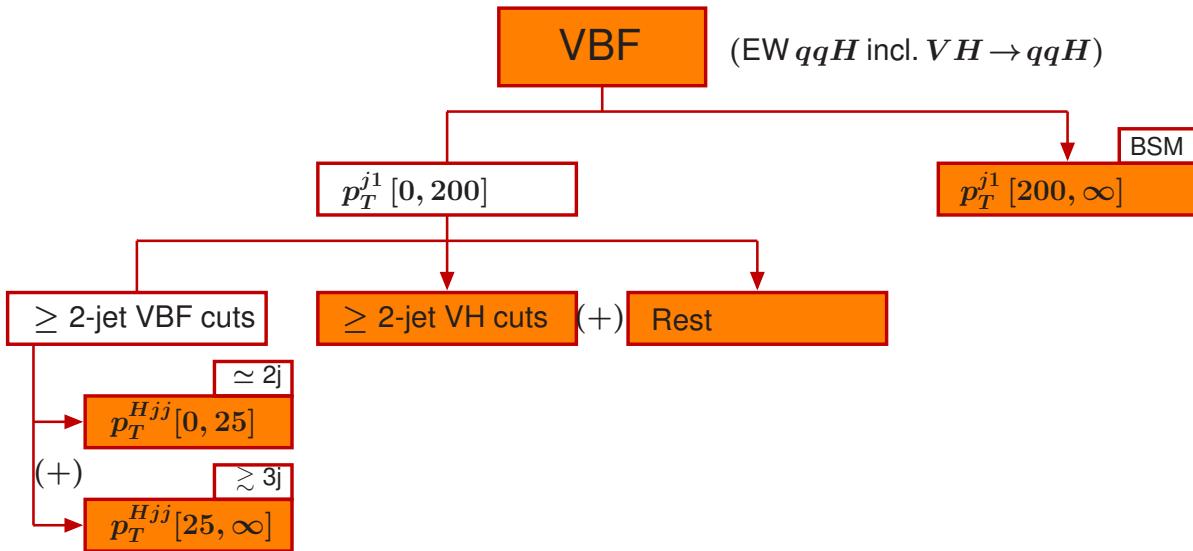 VBF (EW qqH incl. VH → qqH)
BSM
p_T^{j1} [0, 200] p_T^{j1} [200, ∞]
≥ 2-jet VBF cuts ≥ 2-jet VH cuts (+) Rest
≃ 2j
p_T^{Hjj} [0, 25]
(+) ≳ 3j
p_T^{Hjj} [25, ∞]